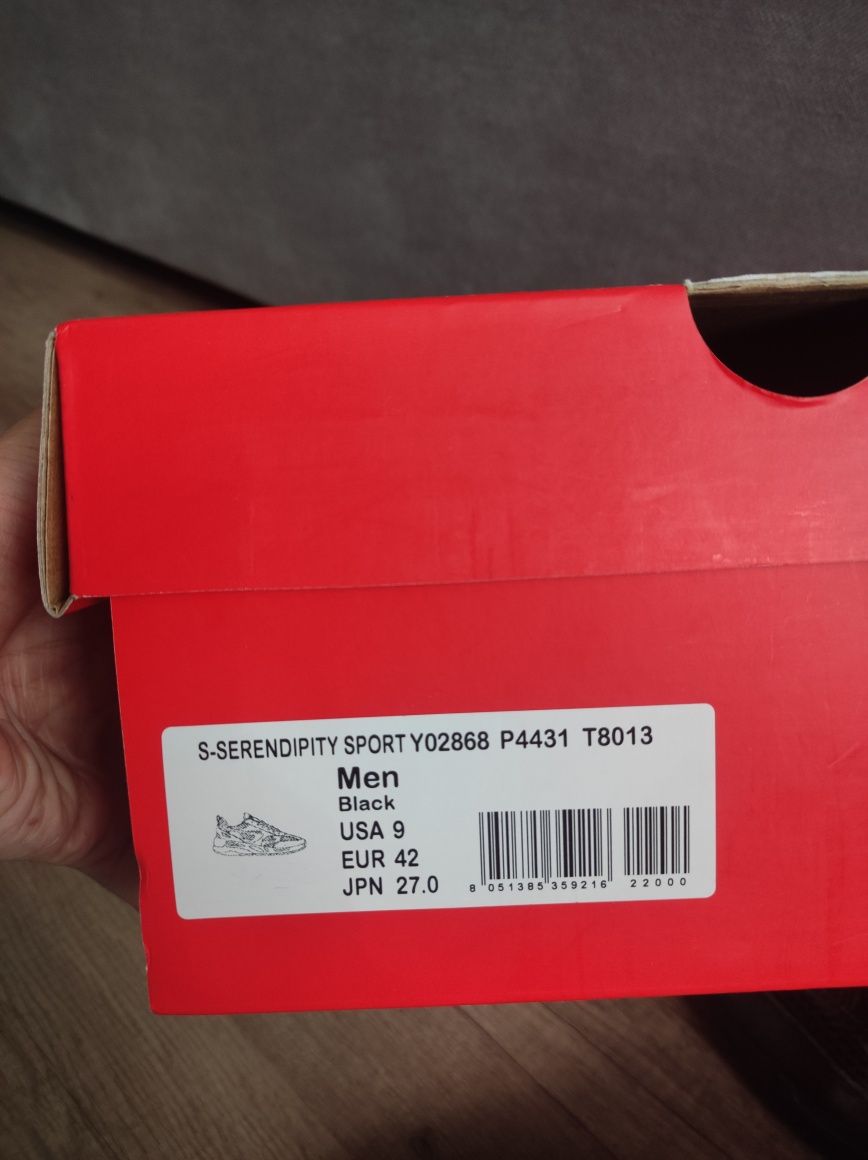 S-SERENDIPITY SPORT Y02868 P4431 T8013
Men
Black
USA 9
EUR 42
JPN 27.0
8 051385 359216 22000